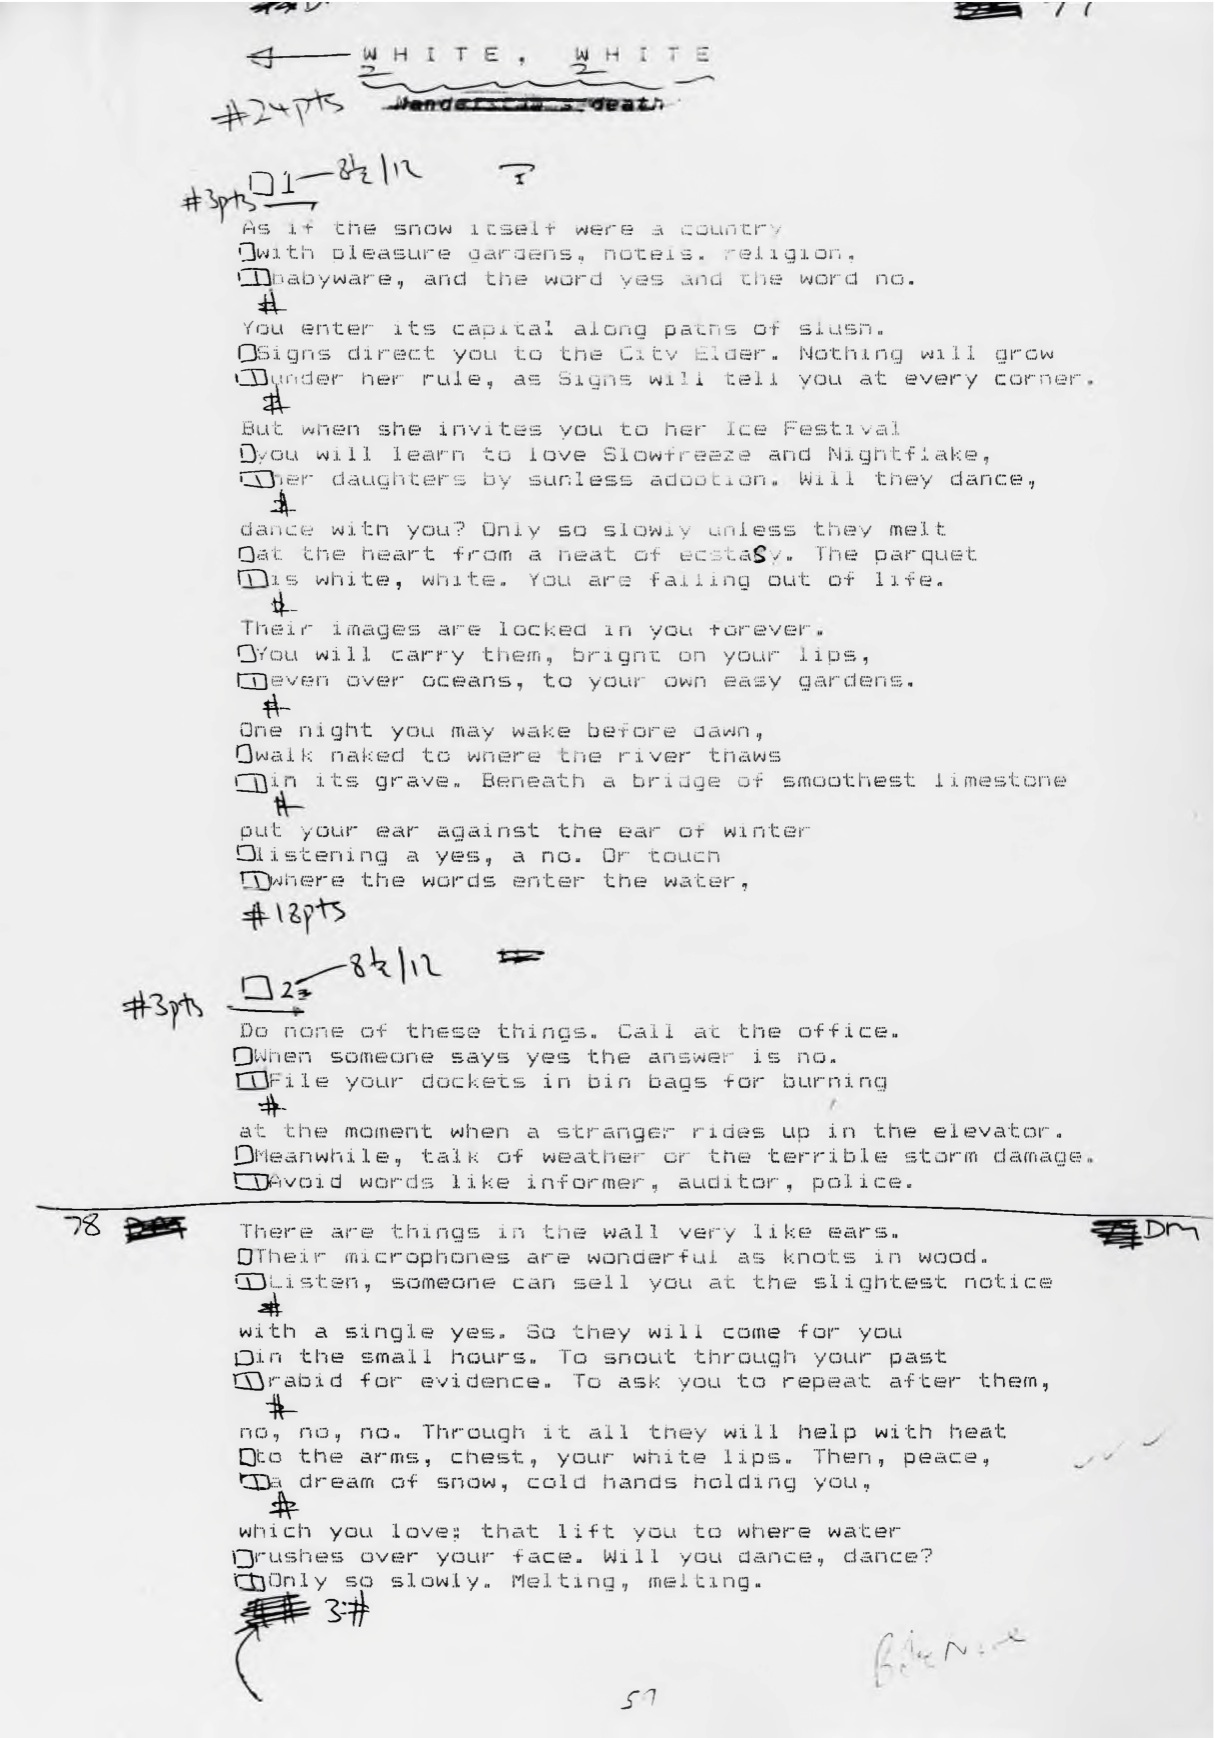 WHITE, WHITE
#24pts
death
1 8½/12
#3pts
As if the snow itself were a country
with pleasure gardens, hotels, religion,
babyware, and the word yes and the word no.
#
You enter its capital along paths of slush.
Signs direct you to the City Elder. Nothing will grow
under her rule, as Signs will tell you at every corner.
#
But when she invites you to her Ice Festival
you will learn to love Slowfreeze and Nightflake,
her daughters by sunless adoption. Will they dance,
#
dance with you? Only so slowly unless they melt
at the heart from a heat of ecstasy. The parquet
is white, white. You are falling out of life.
#
Their images are locked in you forever.
You will carry them, bright on your lips,
even over oceans, to your own easy gardens.
#
One night you may wake before dawn,
walk naked to where the river thaws
in its grave. Beneath a bridge of smoothest limestone
#
put your ear against the ear of winter
listening a yes, a no. Or touch
where the words enter the water,
#18pts
2 8½/12
#3pts
Do none of these things. Call at the office.
When someone says yes the answer is no.
File your dockets in bin bags for burning
#
at the moment when a stranger rides up in the elevator.
Meanwhile, talk of weather or the terrible storm damage.
Avoid words like informer, auditor, police.
78 DM
There are things in the wall very like ears.
Their microphones are wonderful as knots in wood.
Listen, someone can sell you at the slightest notice
#
with a single yes. So they will come for you
in the small hours. To snout through your past
rabid for evidence. To ask you to repeat after them,
#
no, no, no. Through it all they will help with heat
to the arms, chest, your white lips. Then, peace,
a dream of snow, cold hands holding you,
#
which you love; that lift you to where water
rushes over your face. Will you dance, dance?
Only so slowly. Melting, melting.
3#
57